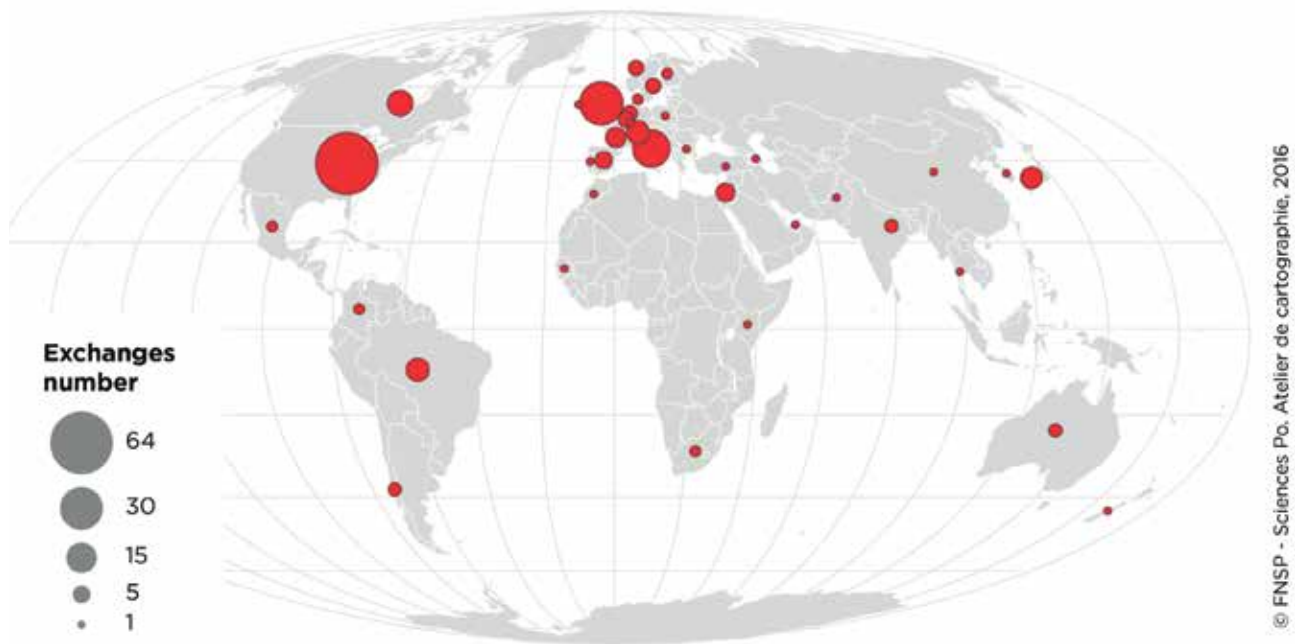 Exchanges
number
64
30
15
5
1
© FNSP - Sciences Po, Atelier de cartographie, 2016